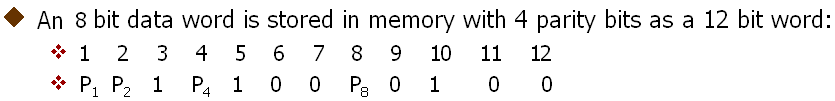 An 8 bit data word is stored in memory with 4 parity bits as a 12 bit word:
1 2 3 4 5 6 7 8 9 10 11 12
P₁ P₂ 1 P₄ 1 0 0 P₈ 0 1 0 0